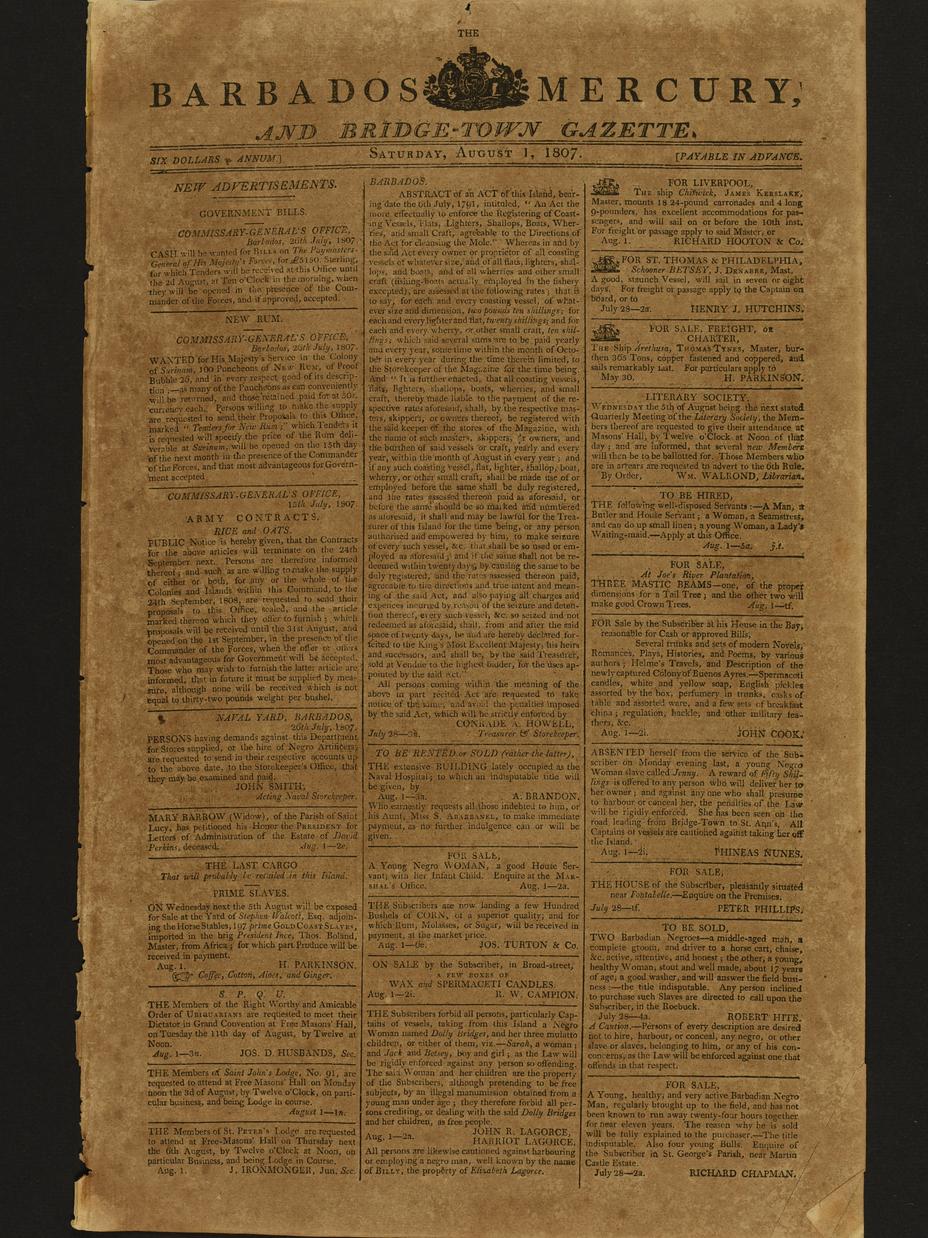 THE
BARBADOS MERCURY,
AND BRIDGE-TOWN GAZETTE.
SIX DOLLARS ⅌ ANNUM.]
SATURDAY, AUGUST 1, 1807.
[PAYABLE IN ADVANCE.
NEW ADVERTISEMENTS.
GOVERNMENT BILLS.
COMMISSARY-GENERAL'S OFFICE,
Barbados, 26th July, 1807.
CASH will be wanted for BILLS on The Paymasters-
General of His Majesty's Forces, for £5150. Sterling,
for which Tenders will be received at this Office until
the 2d August, at Ten o'Clock in the morning, when
they will be opened in the presence of the Com-
mander of the Forces, and if approved, accepted.
NEW RUM.
COMMISSARY-GENERAL'S OFFICE,
Barbados, 25th July, 1807.
WANTED for His Majesty's Service in the Colony
of Surinam, 100 Puncheons of NEW RUM, of Proof
Bubble 26, and in every respect good of its descrip-
tion—as many of the Puncheons as can conveniently
will be returned, and those retained paid for at 50s.
currency each. Persons willing to make the supply
are requested to send their Proposals to this Office,
marked "Tenders for New Rum;" which Tenders it
is requested will specify the price of the Rum deli-
verable at Surinam, will be opened on the 15th day
of the next month in the presence of the Commander
of the Forces, and that most advantageous for Govern-
ment accepted.
COMMISSARY-GENERAL'S OFFICE,
15th July, 1807.
ARMY CONTRACTS.
RICE and OATS.
PUBLIC Notice is hereby given, that the Contracts
for the above articles will terminate on the 24th
September next. Persons are therefore informed
thereof; and such as are willing to make the supply
of either or both, for any or the whole of the
Colonies and Islands within this Command, to the
24th September, 1808, are requested to send their
proposals to this Office, sealed, and the article
marked thereon which they offer to furnish; which
proposals will be received until the 31st August, and
opened on the 1st September, in the presence of the
Commander of the Forces, when the offer or offers
most advantageous for Government will be accepted.
Those who may wish to furnish the latter article are
informed, that in future it must be supplied by mea-
sure, although none will be received which is not
equal to thirty-two pounds weight per bushel.
NAVAL YARD, BARBADOS,
26th July, 1807.
PERSONS having demands against this Department
for Stores supplied, or the hire of Negro Artificers,
are requested to send in their respective accounts up
to the above date, to the Storekeeper's Office, that
they may be examined and paid.
JOHN SMITH,
Acting Naval Storekeeper.
MARY BARROW (Widow), of the Parish of Saint
Lucy, has petitioned his Honor the PRESIDENT for
Letters of Administration of the Estate of David
Perkins, deceased. Aug. 1—2e.
THE LAST CARGO
That will probably be retailed in this Island.
PRIME SLAVES.
ON Wednesday next the 5th August will be exposed
for Sale at the Yard of Stephen Walcott, Esq. adjoin-
ing the Horse Stables, 197 prime GOLD COAST SLAVES,
imported in the brig President Ince, Thos. Boland,
Master, from Africa; for which part Produce will be
received in payment.
Aug. 1. H. PARKINSON.
Coffee, Cotton, Aloes, and Ginger.
S. P. Q. U.
THE Members of the Right Worthy and Amicable
Order of UBIQUARIANS are requested to meet their
Dictator in Grand Convention at Free Masons' Hall,
on Tuesday the 11th day of August, by Twelve at
Noon.
Aug. 1—3n. JOS. D. HUSBANDS, Sec.
THE Members of Saint John's Lodge, No. 91, are
requested to attend at Free Masons' Hall on Monday
noon the 3d of August, by Twelve o'Clock, on parti-
cular business, and being Lodge in course.
August 1—1n.
THE Members of St. PETER's Lodge are requested
to attend at Free-Masons' Hall on Thursday next
the 6th August, by Twelve o'Clock at Noon, on
particular Business, and being Lodge in Course.
Aug. 1. J. IRONMONGER, Jun. Sec.
BARBADOS.
ABSTRACT of an ACT of this Island, bear-
ing date the 6th July, 1791, intituled, "An Act the
more effectually to enforce the Registering of Coast-
ing Vessels, Flats, Lighters, Shallops, Boats, Wher-
ries, and small Craft, agreeable to the Directions of
the Act for cleansing the Mole." Whereas in and by
the said Act every owner or proprietor of all coasting
vessels of whatever size, and of all flats, lighters, shal-
lops, and boats, and of all wherries and other small
craft (fishing-Boats actually employed in the fishery
excepted), are assessed at the following rates; that is
to say, for each and every coasting vessel, of what-
ever size and dimension, two pounds ten shillings; for
each and every lighter and flat, twenty shillings; and for
each and every wherry, or other small craft, ten shil-
lings; which said several sums are to be paid yearly
and every year, some time within the month of Octo-
ber in every year during the time therein limited, to
the Storekeeper of the Magazine for the time being.
And "It is further enacted, that all coasting vessels,
flats, lighters, shallops, boats, wherries, and small
craft, thereby made liable to the payment of the re-
spective rates aforesaid, shall, by the respective mas-
ters, skippers, or owners thereof, be registered with
the said keeper of the stores of the Magazine, with
the name of such masters, skippers, or owners, and
the burthen of said vessels or craft, yearly and every
year, within the month of August in every year; and
if any such coasting vessel, flat, lighter, shallop, boat,
wherry, or other small craft, shall be made use of or
employed before the same shall be duly registered,
and the rates assessed thereon paid as aforesaid, or
before the same should be so marked and numbered
as aforesaid, it shall and may be lawful for the Trea-
surer of this Island for the time being, or any person
authorised and empowered by him, to make seizure
of every such vessel, &c. that shall be so used or em-
ployed as aforesaid; and if the same shall not be re-
deemed within twenty days, by causing the same to be
duly registered, and the rates assessed thereon paid,
agreeable to the directions and true intent and mean-
ing of the said Act, and also paying all charges and
expences incurred by reason of the seizure and deten-
tion thereof, every such vessel, &c. so seized and not
redeemed as aforesaid, shall, from and after the said
space of twenty days, be and are hereby declared for-
feited to the King's Most Excellent Majesty, his heirs
and successors, and shall be, by the said Treasurer,
sold at Vendue to the highest bidder, for the uses ap-
pointed by the said Act.
All persons coming within the meaning of the
above in part recited Act are requested to take
notice of the same, and avoid the penalties imposed
by the said Act, which will be strictly enforced by
CONRADE A. HOWELL,
July 28—3n. Treasurer & Storekeeper.
TO BE RENTED or SOLD (rather the latter),
THE extensive BUILDING lately occupied as the
Naval Hospital; to which an indisputable title will
be given, by
Aug. 1—3n. A. BRANDON,
Who earnestly requests all those indebted to him, or
his Aunt, Miss S. ABARBANEL, to make immediate
payment, as no further indulgence can or will be
given.
FOR SALE,
A Young Negro WOMAN, a good House Ser-
vant; with her Infant Child. Enquire at the MAR-
SHAL's Office. Aug. 1—2a.
THE Subscribers are now landing a few Hundred
Bushels of CORN, of a superior quality; and for
which Rum, Molasses, or Sugar, will be received in
payment, at the market price.
Aug. 1—6e. JOS. TURTON & Co.
ON SALE by the Subscriber, in Broad-street,
A FEW BOXES OF
WAX and SPERMACETI CANDLES.
Aug. 1—2i. R. W. CAMPION.
THE Subscribers forbid all persons, particularly Cap-
tains of vessels, taking from this Island a Negro
Woman named Dolly Bridges, and her three mulatto
children, or either of them, viz.—Sarah, a woman;
and Jack and Betsey, boy and girl; as the Law will
be rigidly enforced against any person so offending.
The said Woman and her children are the property
of the Subscribers, although pretending to be free
subjects, by an illegal manumission obtained from a
young man under age; they therefore forbid all per-
sons crediting, or dealing with the said Dolly Bridges
and her children, as free people.
Aug. 1—2a. JOHN R. LAGORCE,
HARRIOT LAGORCE.
All persons are likewise cautioned against harbouring
or employing a negro man, well known by the name
of BILLY, the property of Elizabeth Lagorce.
FOR LIVERPOOL,
The ship Chiswick, JAMES KERSLAKE,
Master, mounts 18 24-pound carronades and 4 long
9-pounders, has excellent accommodations for pas-
sengers, and will sail on or before the 10th inst.
For freight or passage apply to said Master, or
Aug. 1. RICHARD HOOTON & Co.
FOR ST. THOMAS & PHILADELPHIA,
Schooner BETSEY, J. DENABRE, Mast.
A good, staunch Vessel, will sail in seven or eight
days. For freight or passage apply to the Captain on
board, or to
July 28—2a. HENRY J. HUTCHINS.
FOR SALE, FREIGHT, OR
CHARTER,
The Ship Arethusa, THOMAS TYNES, Master, bur-
then 365 Tons, copper fastened and coppered, and
sails remarkably fast. For particulars apply to
May 30. H. PARKINSON.
LITERARY SOCIETY.
WEDNESDAY the 5th of August being the next stated
Quarterly Meeting of the Literary Society, the Mem-
bers thereof are requested to give their attendance at
Masons' Hall, by Twelve o'Clock at Noon of that
day; and are informed, that several new Members
will then be to be ballotted for. Those Members who
are in arrears are requested to advert to the 6th Rule.
By Order, WM. WALROND, Librarian.
TO BE HIRED,
THE following well-disposed Servants:—A Man, a
Butler and House Servant; a Woman, a Seamstress,
and can do up small linen; a young Woman, a Lady's
Waiting-maid.—Apply at this Office.
Aug. 1—5a. j.t.
FOR SALE,
At Joe's River Plantation,
THREE MASTIC BEAMS—one, of the proper
dimensions for a Tail Tree; and the other two will
make good Crown Trees. Aug, 1—tf.
FOR Sale by the Subscriber at his House in the Bay,
reasonable for Cash or approved Bills,
Several trunks and sets of modern Novels,
Romances, Plays, Histories, and Poems, by various
authors; Helme's Travels, and Description of the
newly captured Colony of Buenos Ayres.—Spermaceti
candles, white and yellow soap, English pickles
assorted by the box, perfumery in trunks, casks of
table and assorted ware, and a few sets of breakfast
china; regulation, hackle, and other military fea-
thers, &c.
Aug. 1—2i. JOHN COOK.
ABSENTED herself from the service of the Sub-
scriber on Monday evening last, a young Negro
Woman slave called Jenny. A reward of Fifty Shil-
lings is offered to any person who will deliver her to
her owner; and against any one who shall presume
to harbour or conceal her, the penalties of the Law
will be rigidly enforced. She has been seen on the
road leading from Bridge-Town to St. Ann's. All
Captains of vessels are cautioned against taking her off
the Island.
Aug. 1—2i. PHINEAS NUNES.
FOR SALE,
THE HOUSE of the Subscriber, pleasantly situated
near Fontabelle.—Enquire on the Premises.
July 28—tf. PETER PHILLIPS.
TO BE SOLD,
TWO Barbadian Negroes—a middle-aged man, a
complete groom, and driver to a horse cart, chaise,
&c. active, attentive, and honest; the other, a young,
healthy Woman, stout and well made, about 17 years
of age, a good washer, and will answer the field busi-
ness:—the title indisputable. Any person inclined
to purchase such Slaves are directed to call upon the
Subscriber, in the Roebuck.
July 28—4a. ROBERT HITE.
A Caution.—Persons of every description are desired
not to hire, harbour, or conceal, any negro, or other
slave or slaves, belonging to him, or any of his con-
concerns, as the Law will be enforced against one that
offends in that respect.
FOR SALE,
A Young, healthy, and very active Barbadian Negro
Man, regularly brought up to the field, and has not
been known to run away twenty-four hours together
for near eleven years. The reason why he is sold
will be fully explained to the purchaser.—The title
indisputable. Also four young Bulls. Enquire of
the Subscriber in St. George's Parish, near Martin
Castle Estate.
July 28—2a. RICHARD CHAPMAN.